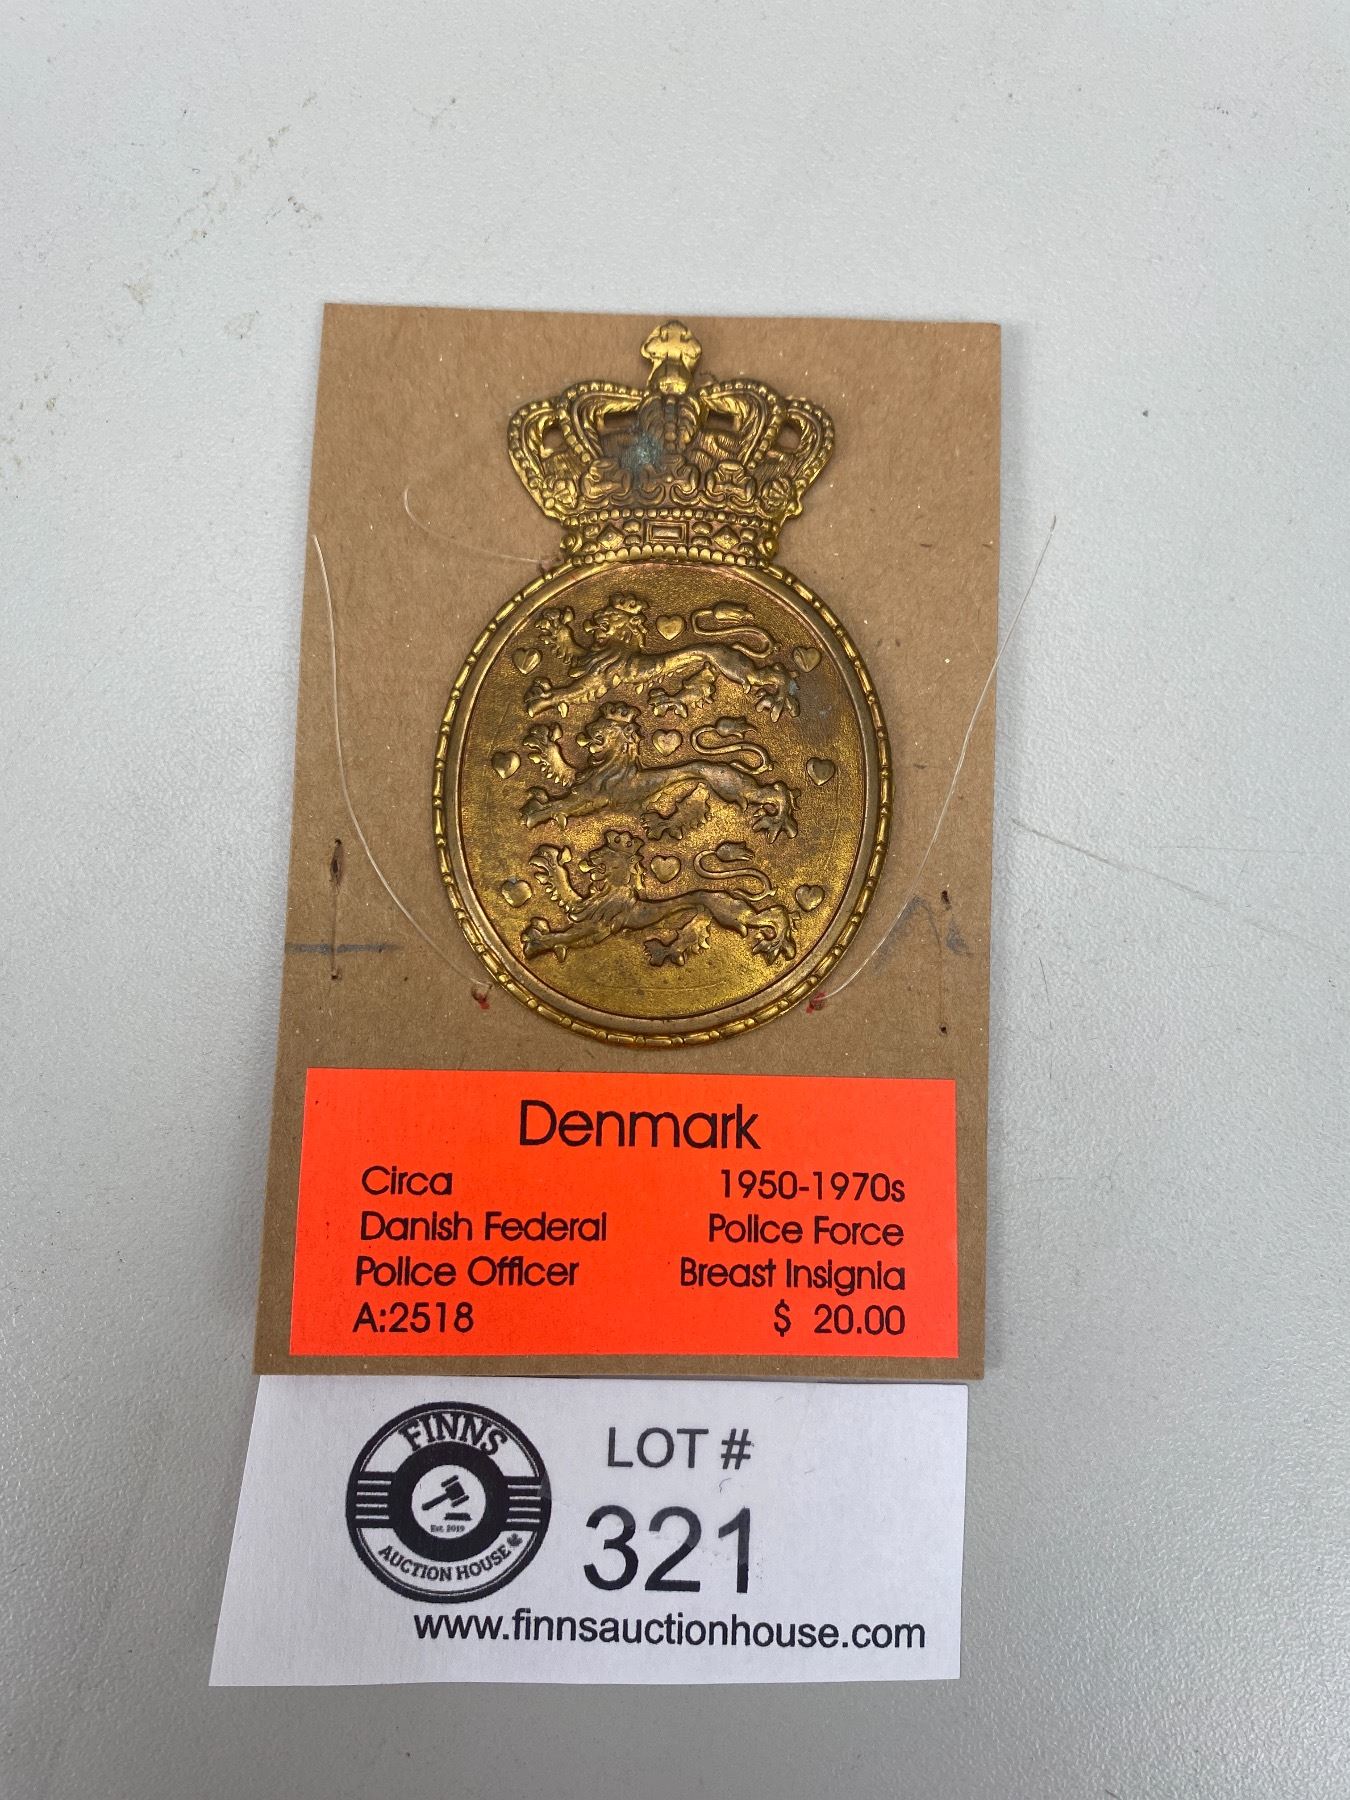 Denmark
Circa 1950-1970s
Danish Federal Police Force
Police Officer Breast Insignia
A:2518 $ 20.00
FINNS
Est. 2019
AUCTION HOUSE
LOT #
321
www.finnsauctionhouse.com